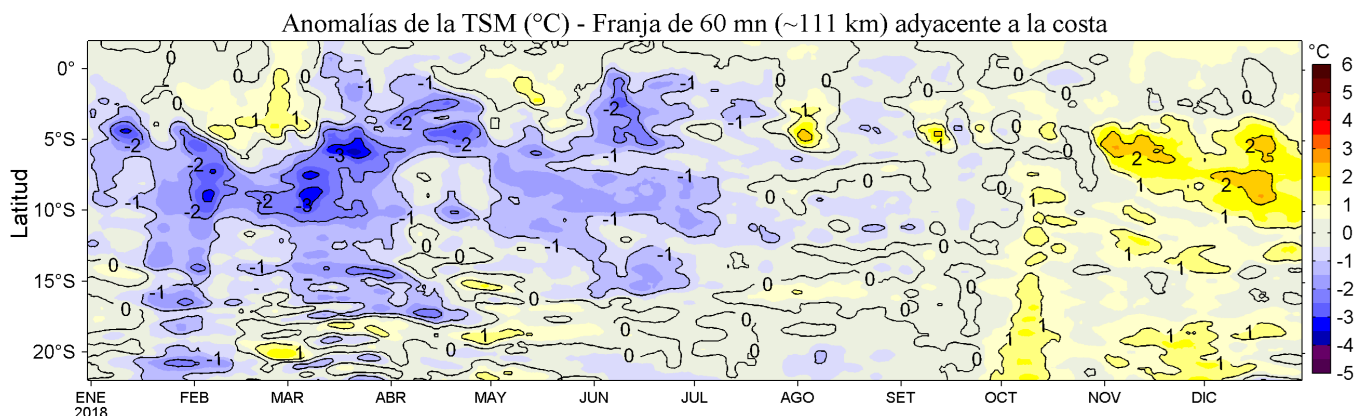 Anomalías de la TSM (°C) - Franja de 60 mn (~111 km) adyacente a la costa
°C
6
5
4
3
2
1
0
-1
-2
-3
-4
-5
Latitud
0°
5°S
10°S
15°S
20°S
ENE FEB MAR ABR MAY JUN JUL AGO SET OCT NOV DIC
2018